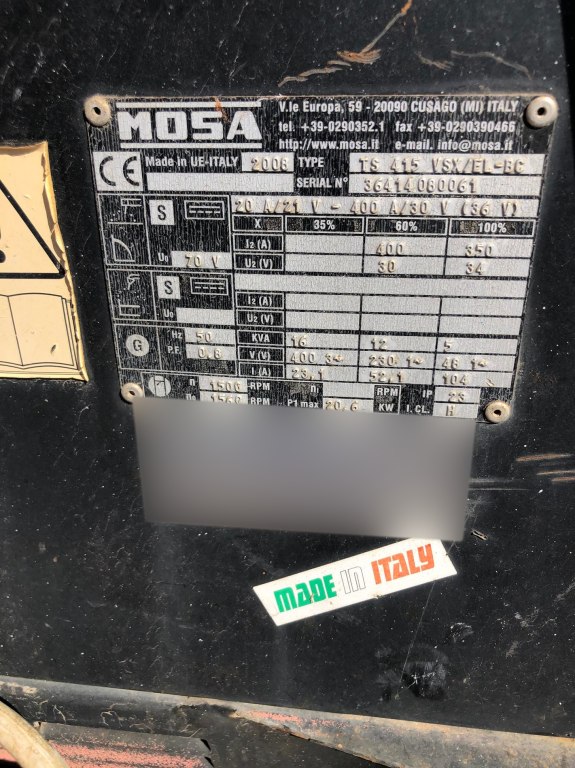 MOSA
V.le Europa, 59 - 20090 CUSAGO (MI) ITALY
tel. +39-0290352.1 fax +39-0290390466
http://www.mosa.it e-mail. info@mosa.it
CE Made in UE-ITALY 2008 TYPE TS 415 VSX/EL-BC
SERIAL N° 36414080061
S 20 A/21 V - 400 A/30 V (36 V)
X 35% 60% 100%
I2 (A) 400 350
U0 70 V U2 (V) 30 34
S
I2 (A)
U0 U2 (V)
G Hz 50 KVA 16 12 5
P.F. 0,8 V (V) 400 3~ 230 1~ 48 1~
I (A) 23.1 52.1 104
n 1500 RPM RPM IP 23
1560 RPM P1 max 20.6 KW I. CL. H
MADE IN ITALY